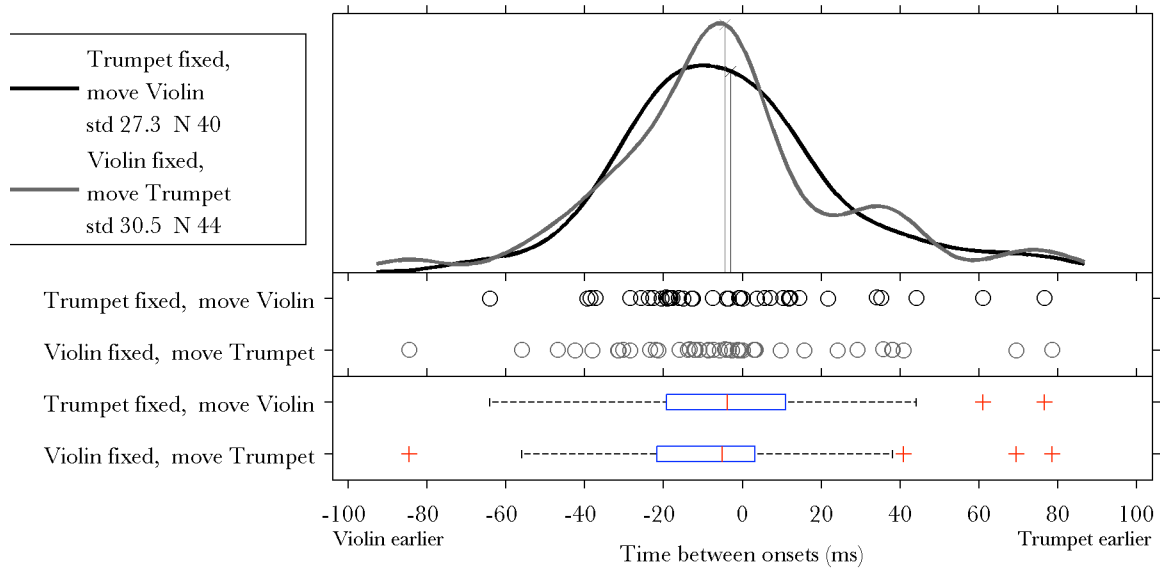 Trumpet fixed,
move Violin
std 27.3 N 40
Violin fixed,
move Trumpet
std 30.5 N 44
Trumpet fixed, move Violin
Violin fixed, move Trumpet
Trumpet fixed, move Violin
Violin fixed, move Trumpet
-100 -80 -60 -40 -20 0 20 40 60 80 100
Violin earlier Trumpet earlier
Time between onsets (ms)